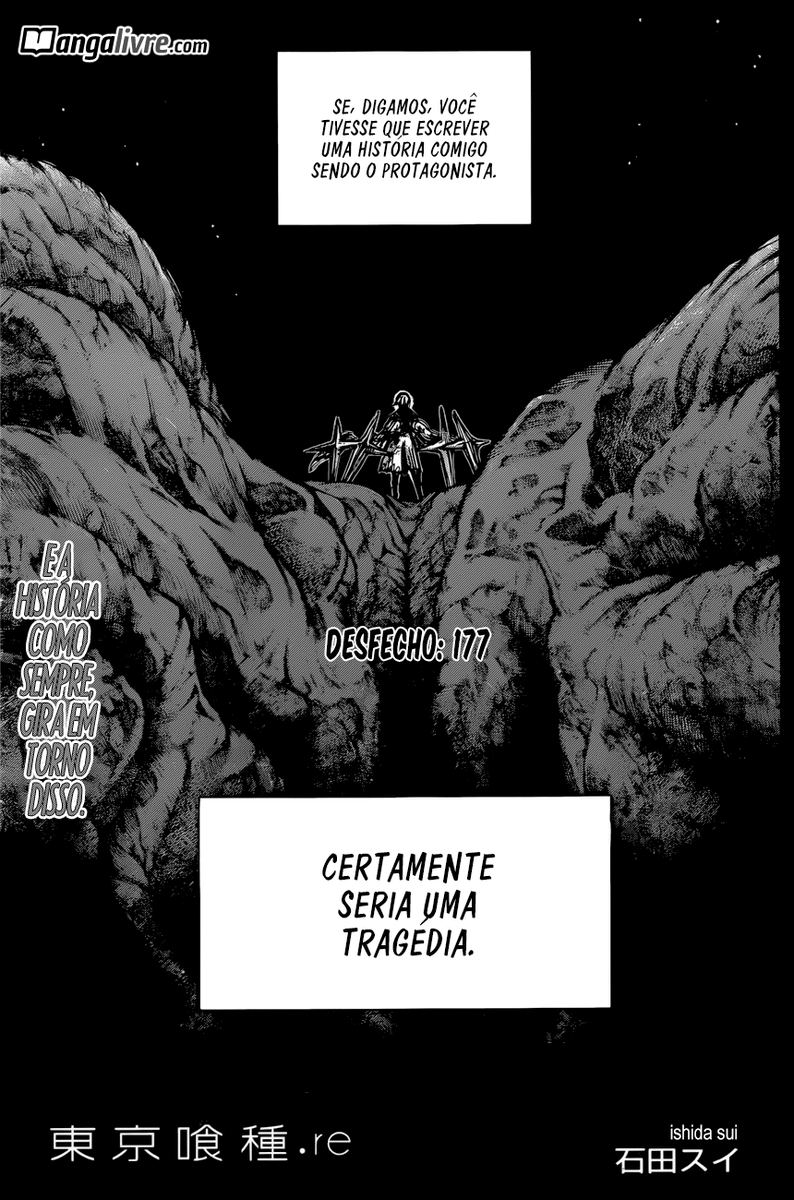 Mangalivre.com
SE, DIGAMOS, VOCÊ
TIVESSE QUE ESCREVER
UMA HISTÓRIA COMIGO
SENDO O PROTAGONISTA.
E A
HISTÓRIA
COMO
SEMPRE,
GIRA EM
TORNO
DISSO.
DESFECHO: 177
CERTAMENTE
SERIA UMA
TRAGÉDIA.
東京喰種.re
ishida sui
石田スイ